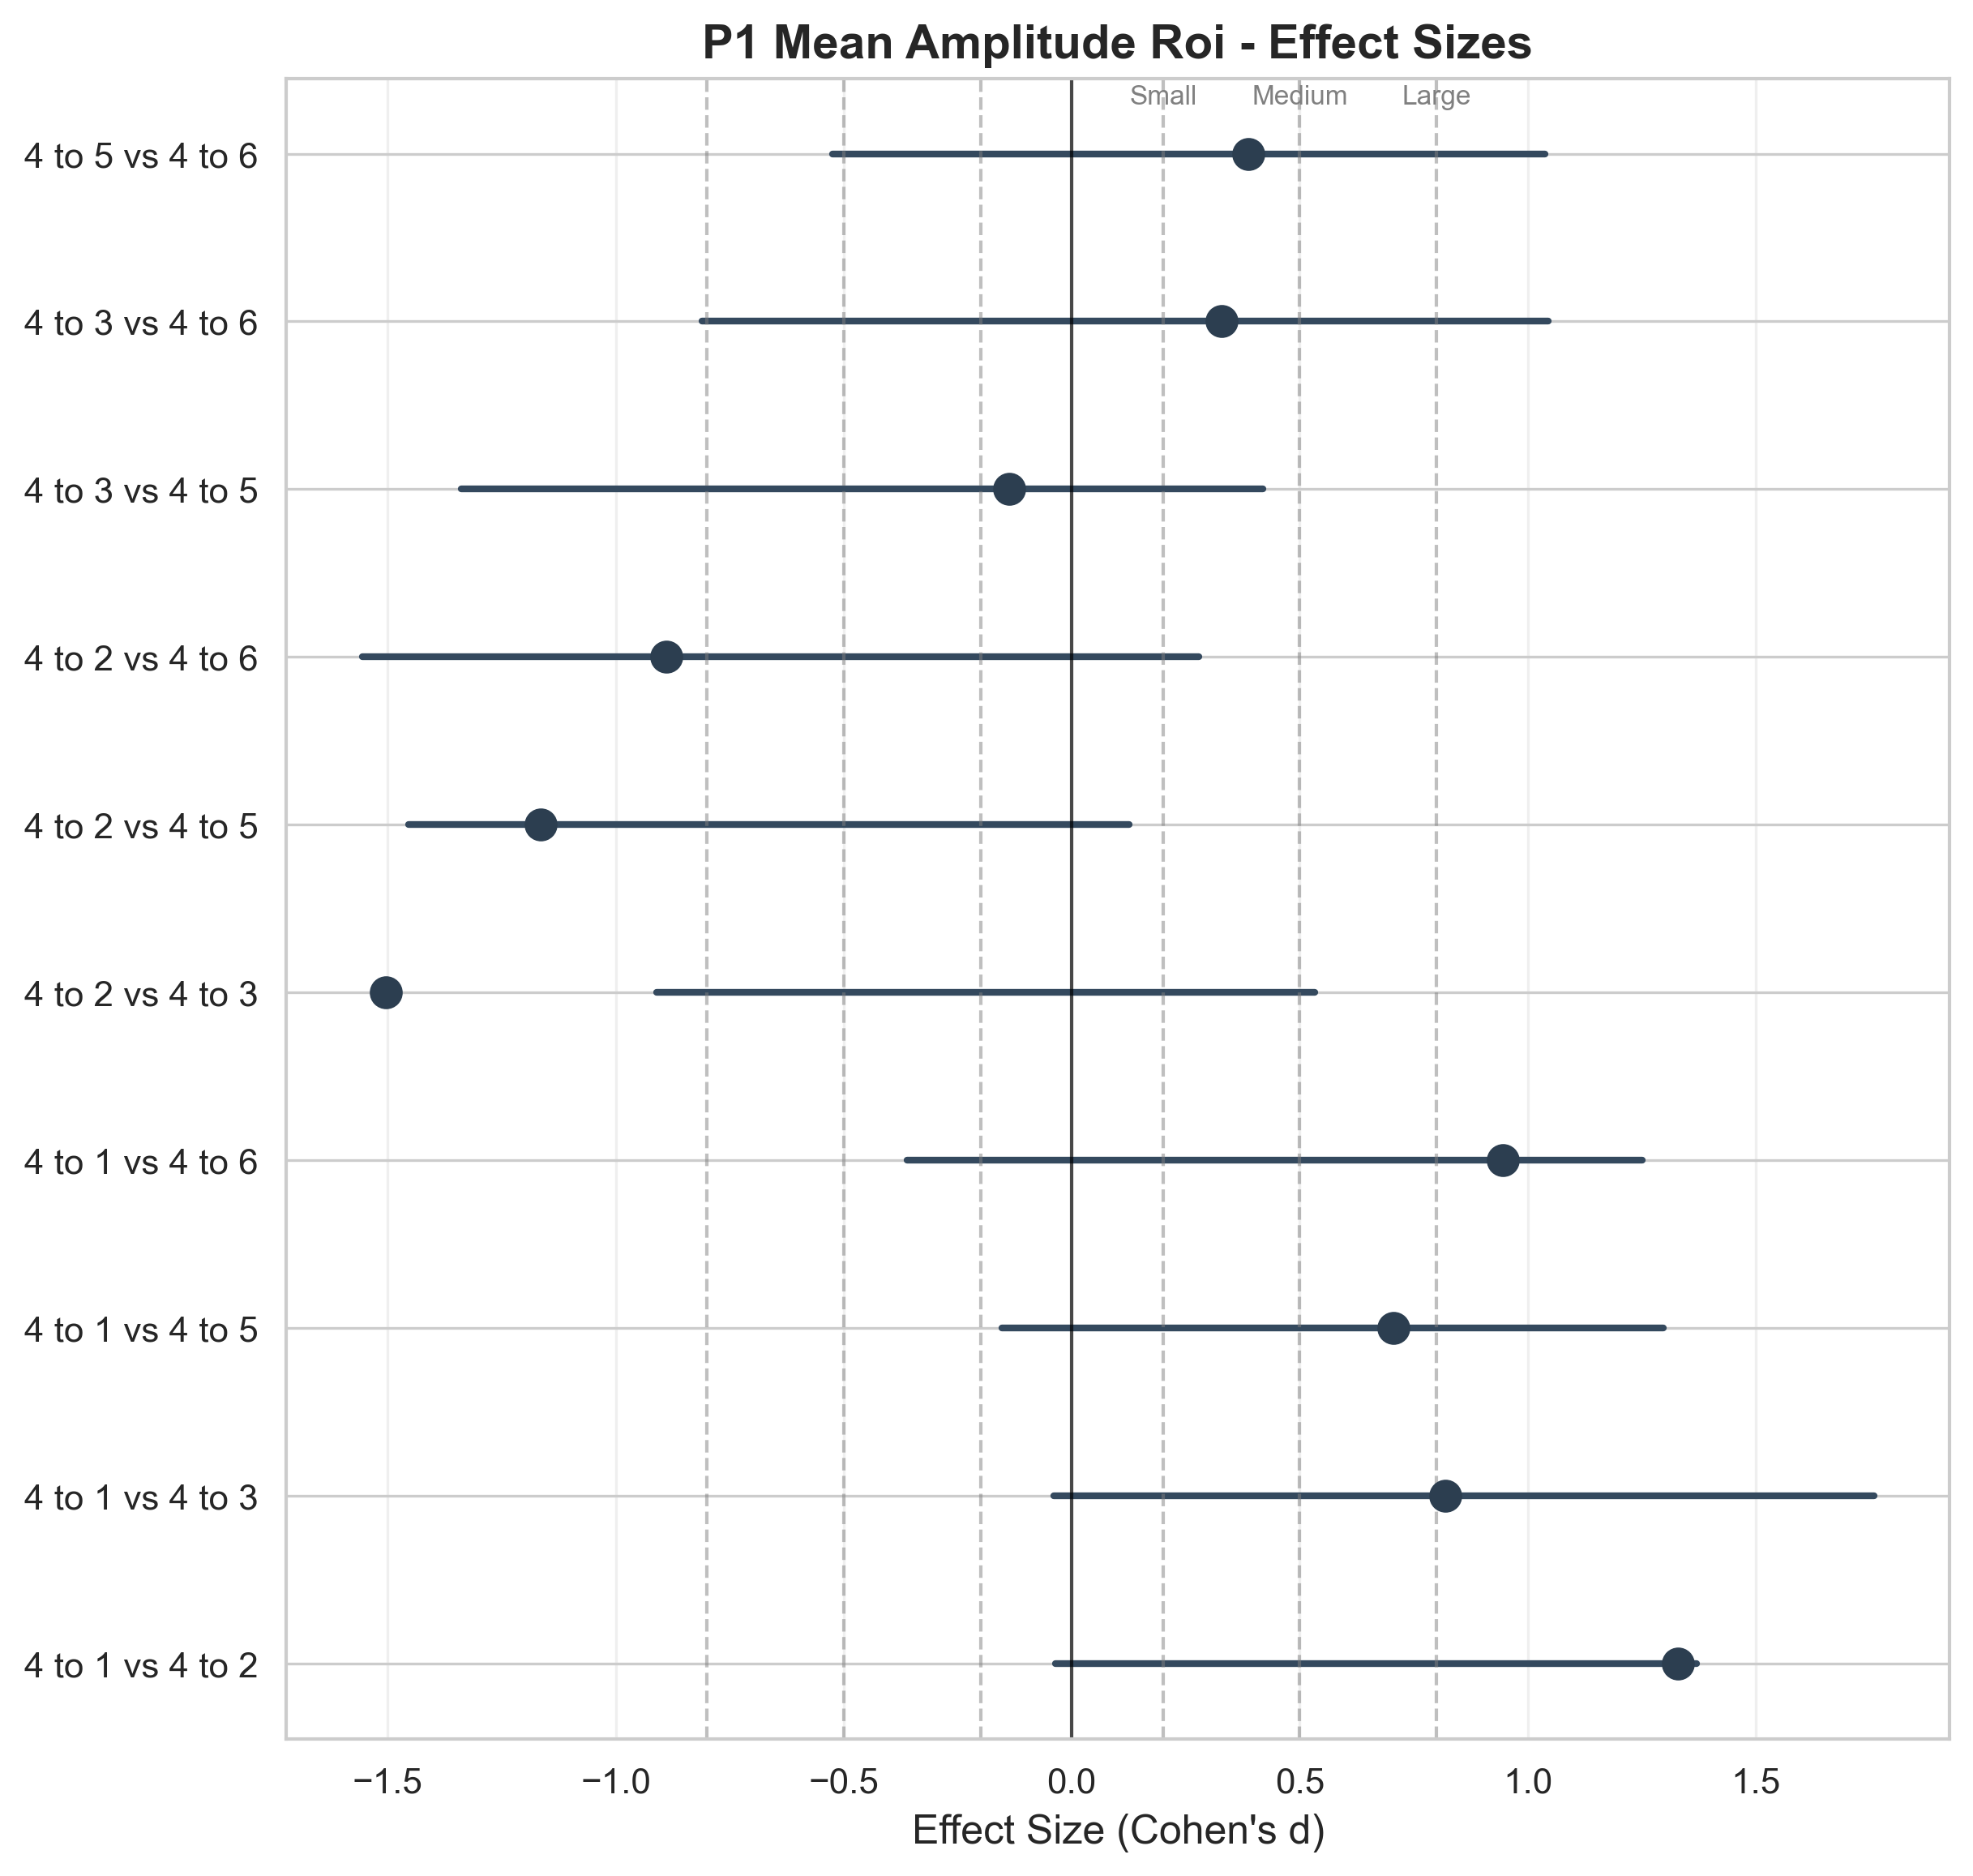 P1 Mean Amplitude Roi - Effect Sizes
Small Medium Large
4 to 5 vs 4 to 6
4 to 3 vs 4 to 6
4 to 3 vs 4 to 5
4 to 2 vs 4 to 6
4 to 2 vs 4 to 5
4 to 2 vs 4 to 3
4 to 1 vs 4 to 6
4 to 1 vs 4 to 5
4 to 1 vs 4 to 3
4 to 1 vs 4 to 2
−1.5 −1.0 −0.5 0.0 0.5 1.0 1.5
Effect Size (Cohen's d)